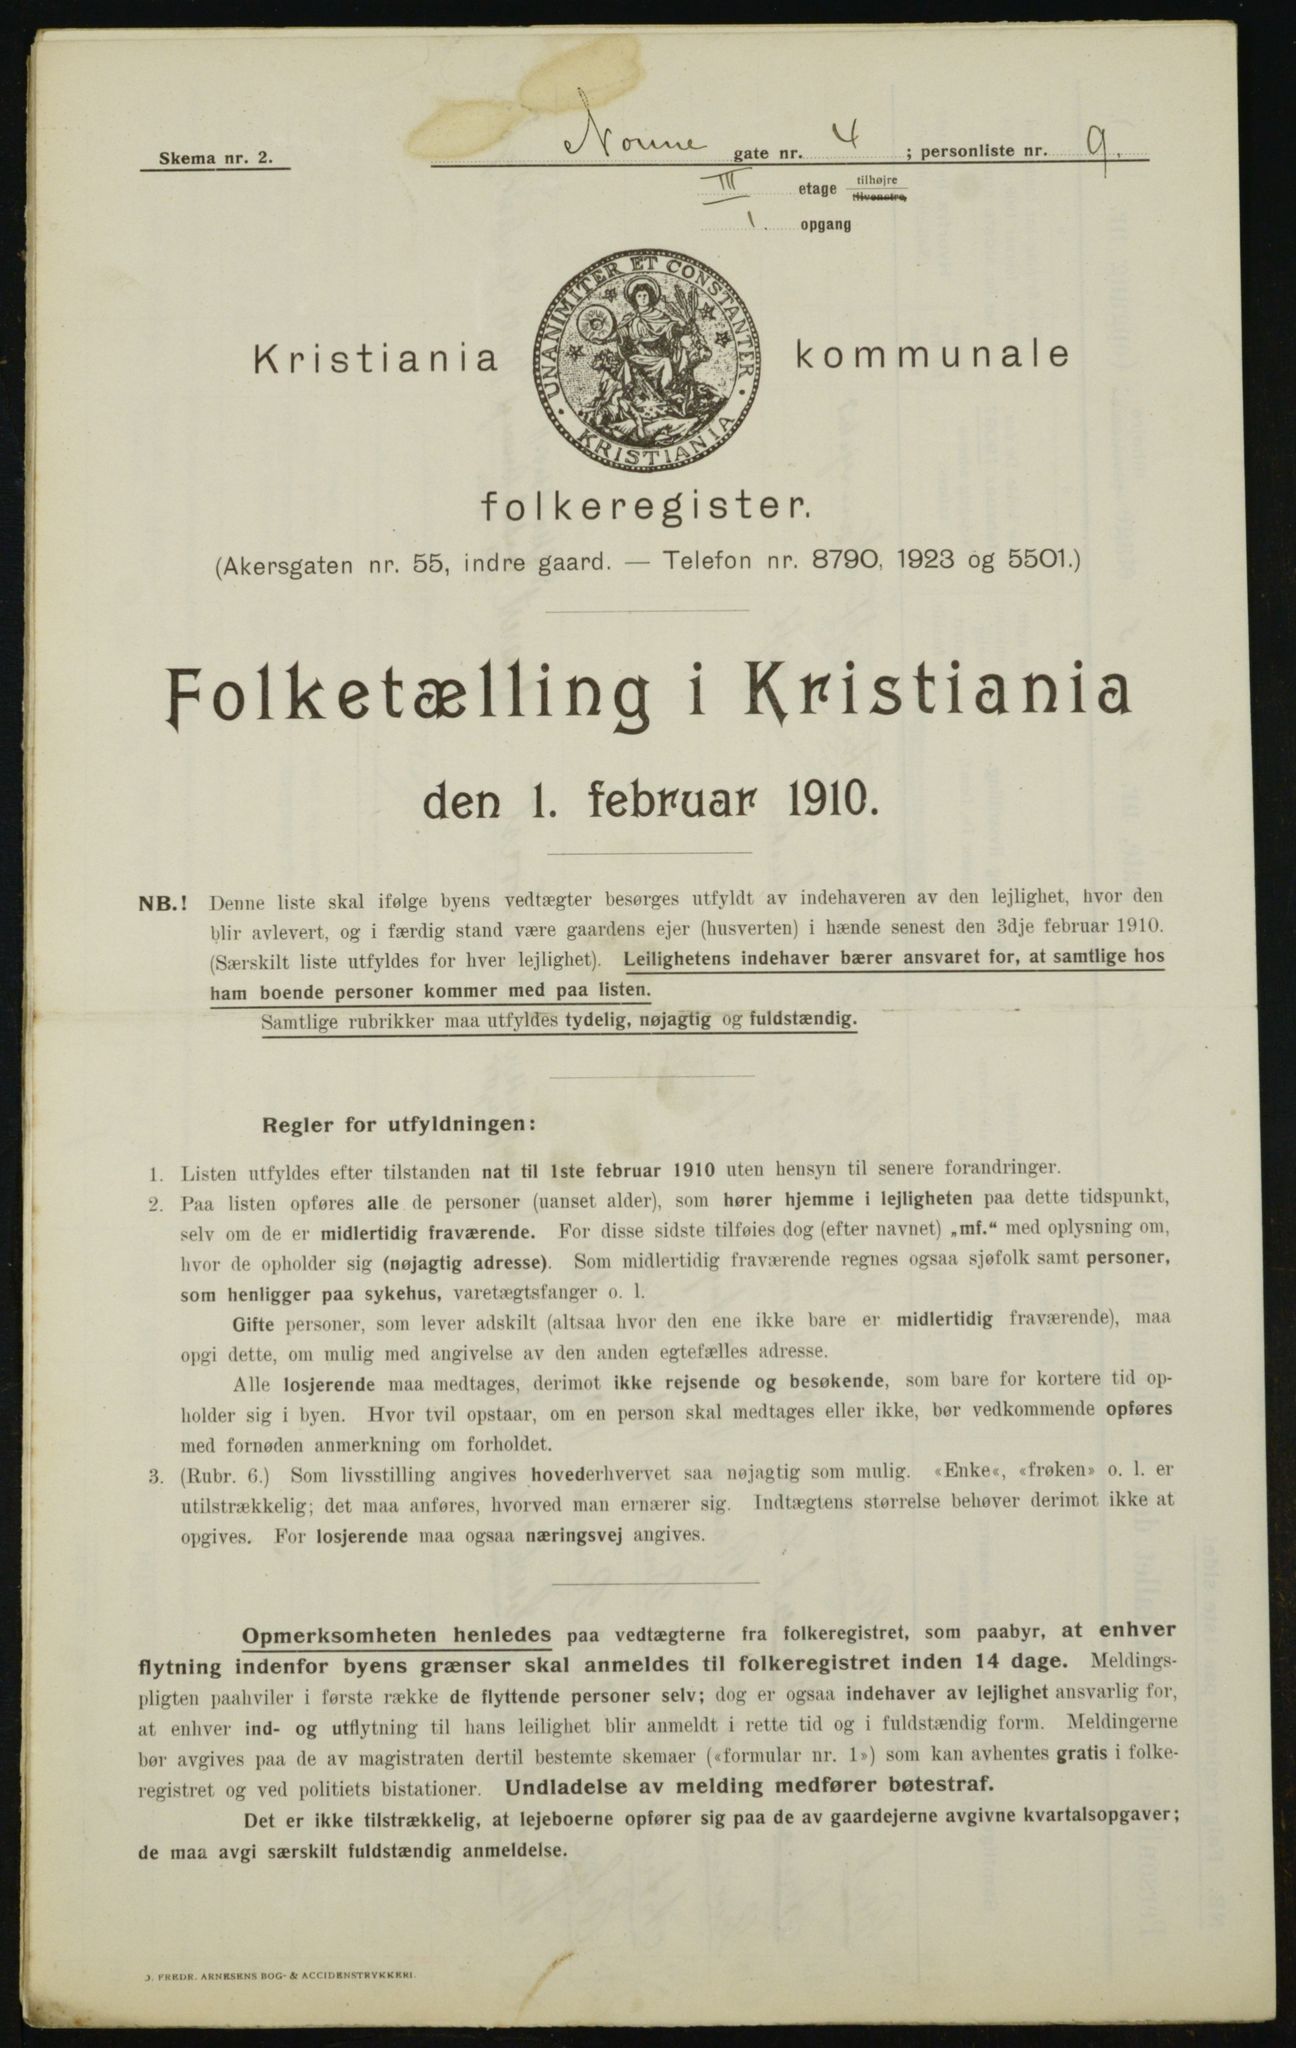 Skema nr. 2.
Nonne gate nr. 4 ; personliste nr. 9.
III etage tilhøjre
tilvenstre,
1. opgang
UNANIMITER ET CONSTANTER · KRISTIANIA ·
Kristiania kommunale
folkeregister.
(Akersgaten nr. 55, indre gaard. — Telefon nr. 8790, 1923 og 5501.)
Folketælling i Kristiania
den 1. februar 1910.
NB.! Denne liste skal ifølge byens vedtægter besørges utfyldt av indehaveren av den lejlighet, hvor den
blir avlevert, og i færdig stand være gaardens ejer (husverten) i hænde senest den 3dje februar 1910.
(Særskilt liste utfyldes for hver lejlighet). Leilighetens indehaver bærer ansvaret for, at samtlige hos
ham boende personer kommer med paa listen.
Samtlige rubrikker maa utfyldes tydelig, nøjagtig og fuldstændig.
Regler for utfyldningen:
1. Listen utfyldes efter tilstanden nat til 1ste februar 1910 uten hensyn til senere forandringer.
2. Paa listen opføres alle de personer (uanset alder), som hører hjemme i lejligheten paa dette tidspunkt,
selv om de er midlertidig fraværende. For disse sidste tilføies dog (efter navnet) „mf.“ med oplysning om,
hvor de opholder sig (nøjagtig adresse). Som midlertidig fraværende regnes ogsaa sjøfolk samt personer,
som henligger paa sykehus, varetægtsfanger o. l.
Gifte personer, som lever adskilt (altsaa hvor den ene ikke bare er midlertidig fraværende), maa
opgi dette, om mulig med angivelse av den anden egtefælles adresse.
Alle losjerende maa medtages, derimot ikke rejsende og besøkende, som bare for kortere tid op-
holder sig i byen. Hvor tvil opstaar, om en person skal medtages eller ikke, bør vedkommende opføres
med fornøden anmerkning om forholdet.
3. (Rubr. 6.) Som livsstilling angives hovederhvervet saa nøjagtig som mulig. «Enke«, «frøken» o. l. er
utilstrækkelig; det maa anføres, hvorved man ernærer sig. Indtægtens størrelse behøver derimot ikke at
opgives. For losjerende maa ogsaa næringsvej angives.
Opmerksomheten henledes paa vedtægterne fra folkeregistret, som paabyr, at enhver
flytning indenfor byens grænser skal anmeldes til folkeregistret inden 14 dage. Meldings-
pligten paahviler i første række de flyttende personer selv; dog er ogsaa indehaver av lejlighet ansvarlig for,
at enhver ind- og utflytning til hans leilighet blir anmeldt i rette tid og i fuldstændig form. Meldingerne
bør avgives paa de av magistraten dertil bestemte skemaer («formular nr. 1») som kan avhentes gratis i folke-
registret og ved politiets bistationer. Undladelse av melding medfører bøtestraf.
Det er ikke tilstrækkelig, at lejeboerne opfører sig paa de av gaardejerne avgivne kvartalsopgaver;
de maa avgi særskilt fuldstændig anmeldelse.
J. FREDR. ARNESENS BOG- & ACCIDENSTRYKKERI.